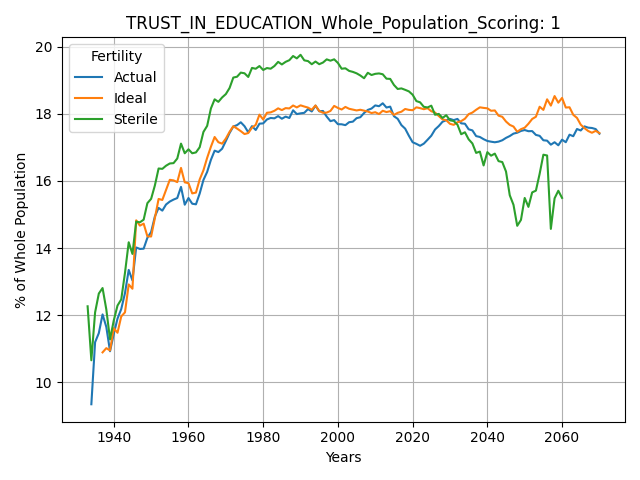 TRUST_IN_EDUCATION_Whole_Population_Scoring: 1
Fertility
Actual
Ideal
Sterile
% of Whole Population
20
18
16
14
12
10
1940 1960 1980 2000 2020 2040 2060
Years